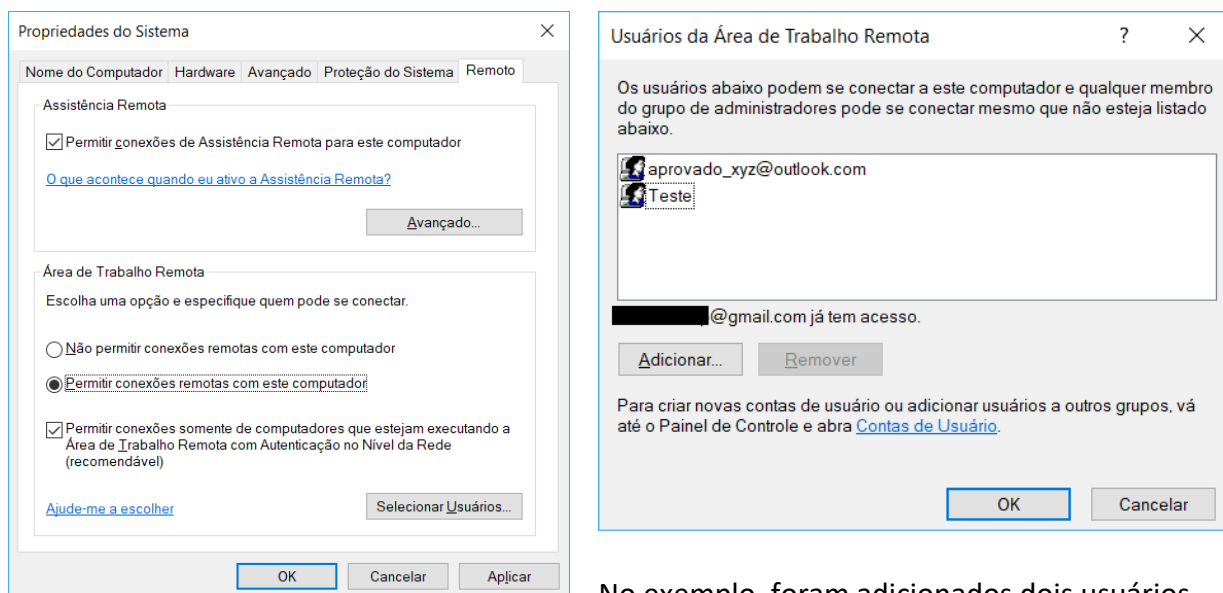 Propriedades do Sistema
Nome do Computador Hardware Avançado Proteção do Sistema Remoto
Assistência Remota
Permitir conexões de Assistência Remota para este computador
O que acontece quando eu ativo a Assistência Remota?
Avançado...
Área de Trabalho Remota
Escolha uma opção e especifique quem pode se conectar.
Não permitir conexões remotas com este computador
Permitir conexões remotas com este computador
Permitir conexões somente de computadores que estejam executando a
Área de Trabalho Remota com Autenticação no Nível da Rede
(recomendável)
Ajude-me a escolher
Selecionar Usuários...
OK Cancelar Aplicar
Usuários da Área de Trabalho Remota ?
Os usuários abaixo podem se conectar a este computador e qualquer membro
do grupo de administradores pode se conectar mesmo que não esteja listado
abaixo.
aprovado_xyz@outlook.com
Teste
@gmail.com já tem acesso.
Adicionar... Remover
Para criar novas contas de usuário ou adicionar usuários a outros grupos, vá
até o Painel de Controle e abra Contas de Usuário.
OK Cancelar
No exemplo, foram adicionados dois usuários